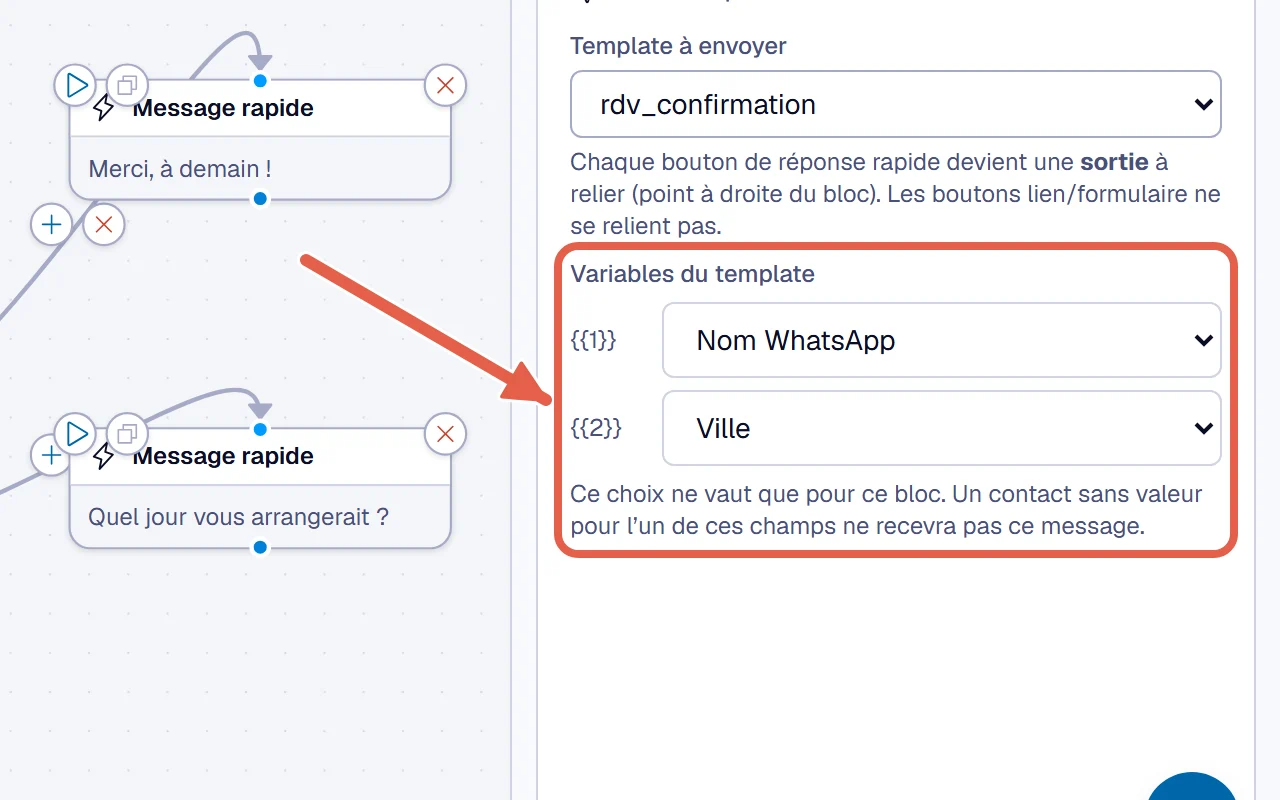 Message rapide
Merci, à demain !
Message rapide
Quel jour vous arrangerait ?
Template à envoyer
rdv_confirmation
Chaque bouton de réponse rapide devient une sortie à
relier (point à droite du bloc). Les boutons lien/formulaire ne
se relient pas.
Variables du template
{{1}}
Nom WhatsApp
{{2}}
Ville
Ce choix ne vaut que pour ce bloc. Un contact sans valeur
pour l’un de ces champs ne recevra pas ce message.